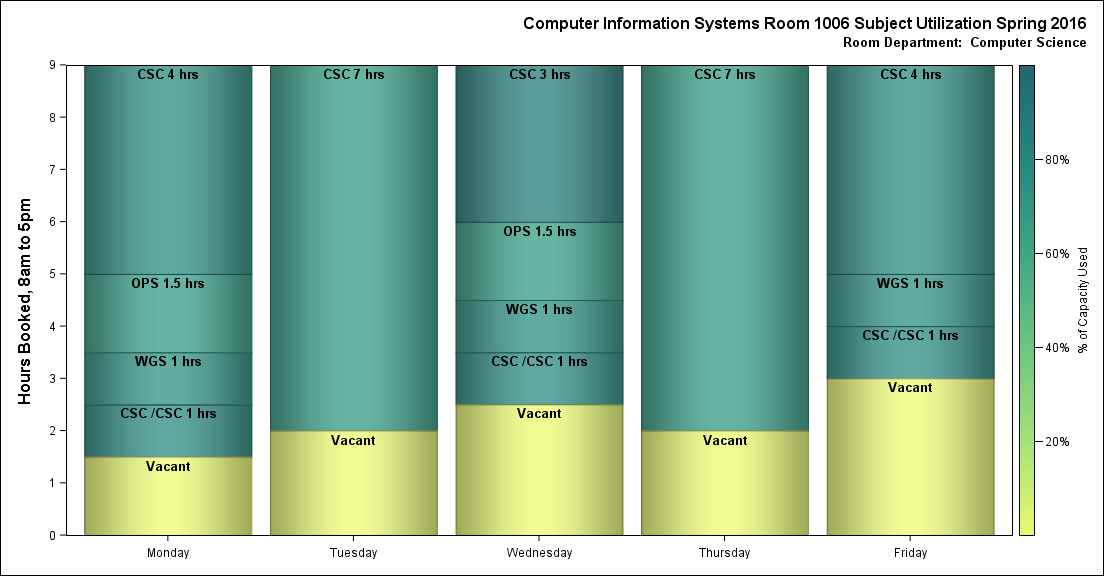 Computer Information Systems Room 1006 Subject Utilization Spring 2016
Room Department:  Computer Science
Hours Booked, 8am to 5pm
9
8
7
6
5
4
3
2
1
0
CSC 4 hrs
OPS 1.5 hrs
WGS 1 hrs
CSC /CSC 1 hrs
Vacant
Monday
CSC 7 hrs
Vacant
Tuesday
CSC 3 hrs
OPS 1.5 hrs
WGS 1 hrs
CSC /CSC 1 hrs
Vacant
Wednesday
CSC 7 hrs
Vacant
Thursday
CSC 4 hrs
WGS 1 hrs
CSC /CSC 1 hrs
Vacant
Friday
80%
60%
40%
20%
% of Capacity Used